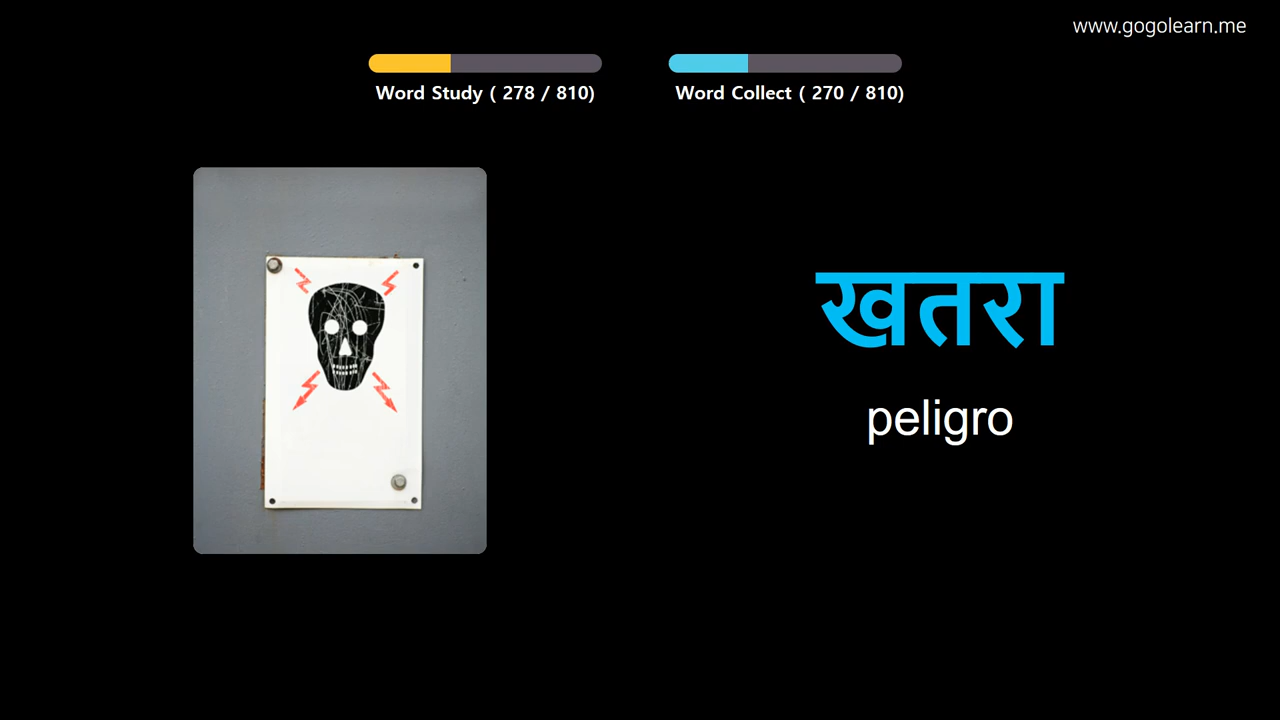 www.gogolearn.me
Word Study ( 278 / 810)
Word Collect ( 270 / 810)
खतरा
peligro